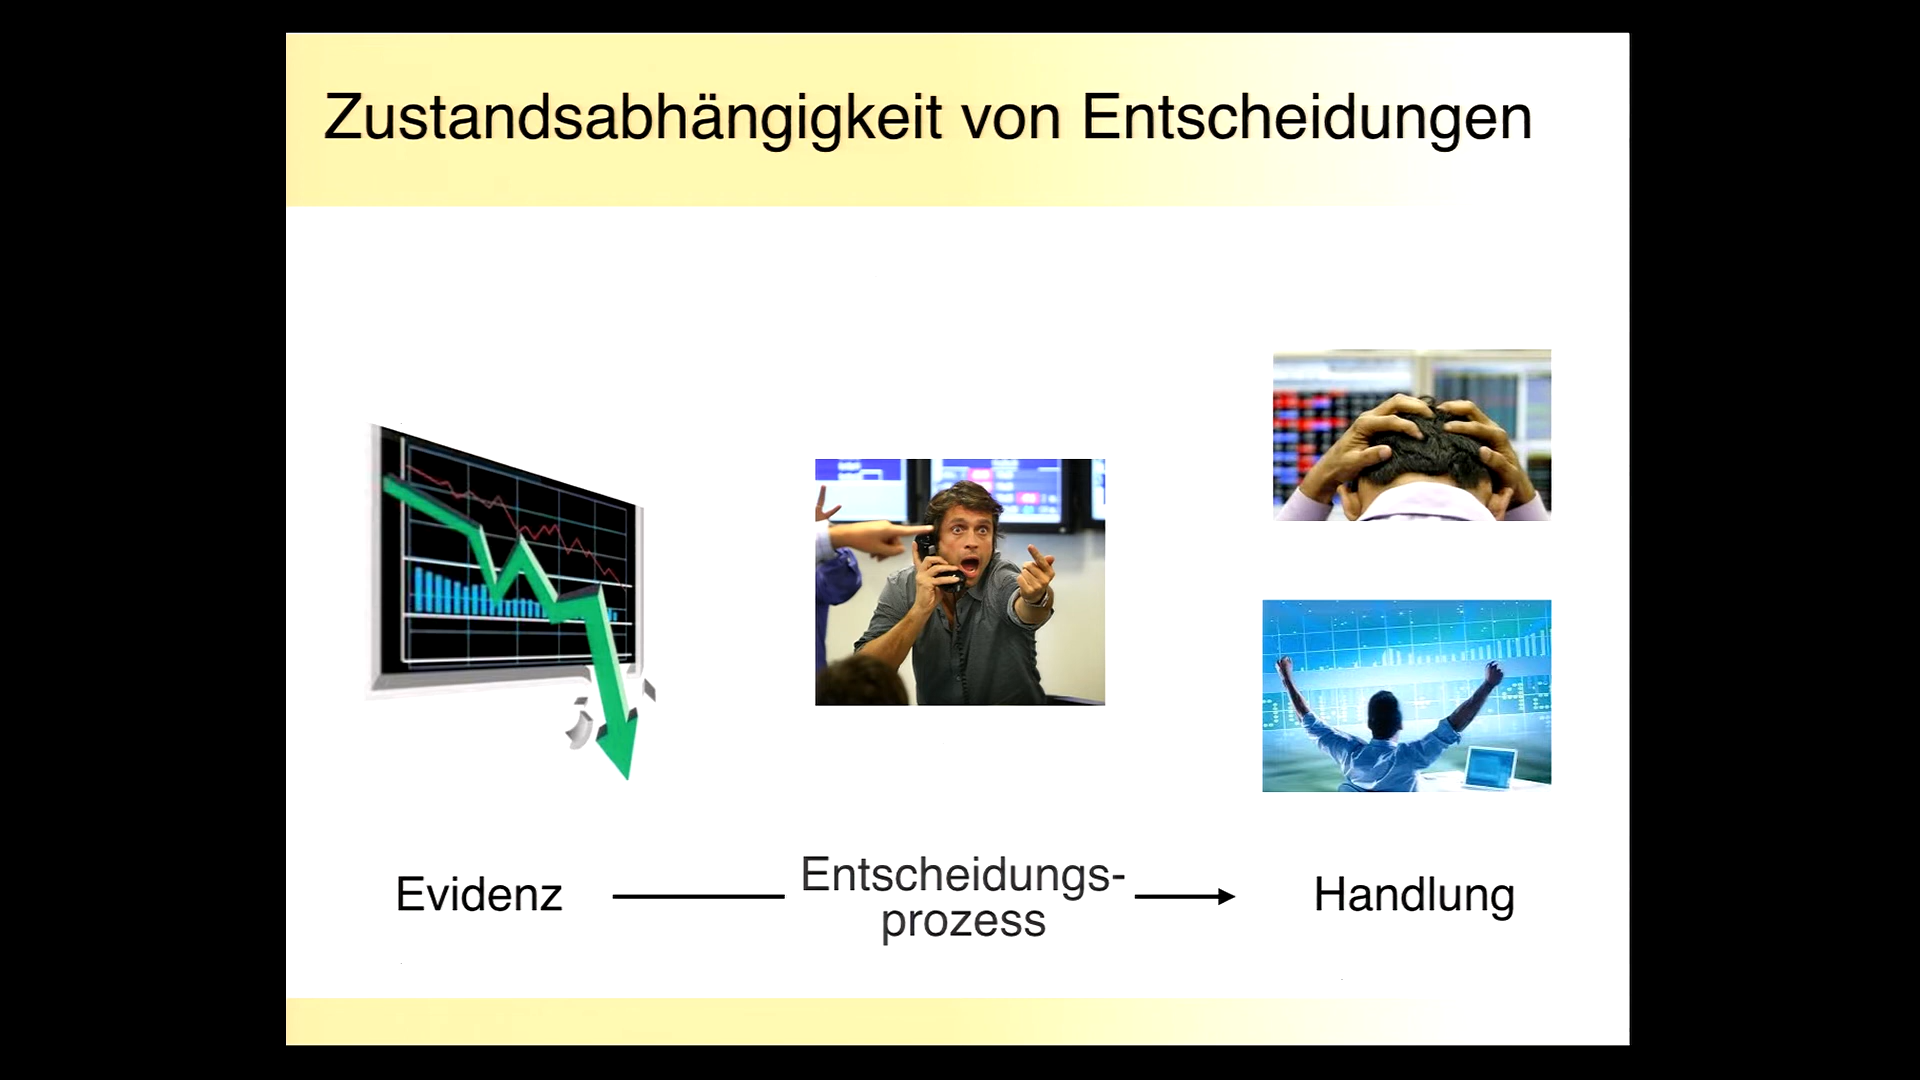 Zustandsabhängigkeit von Entscheidungen
Evidenz
Entscheidungs-
prozess
Handlung